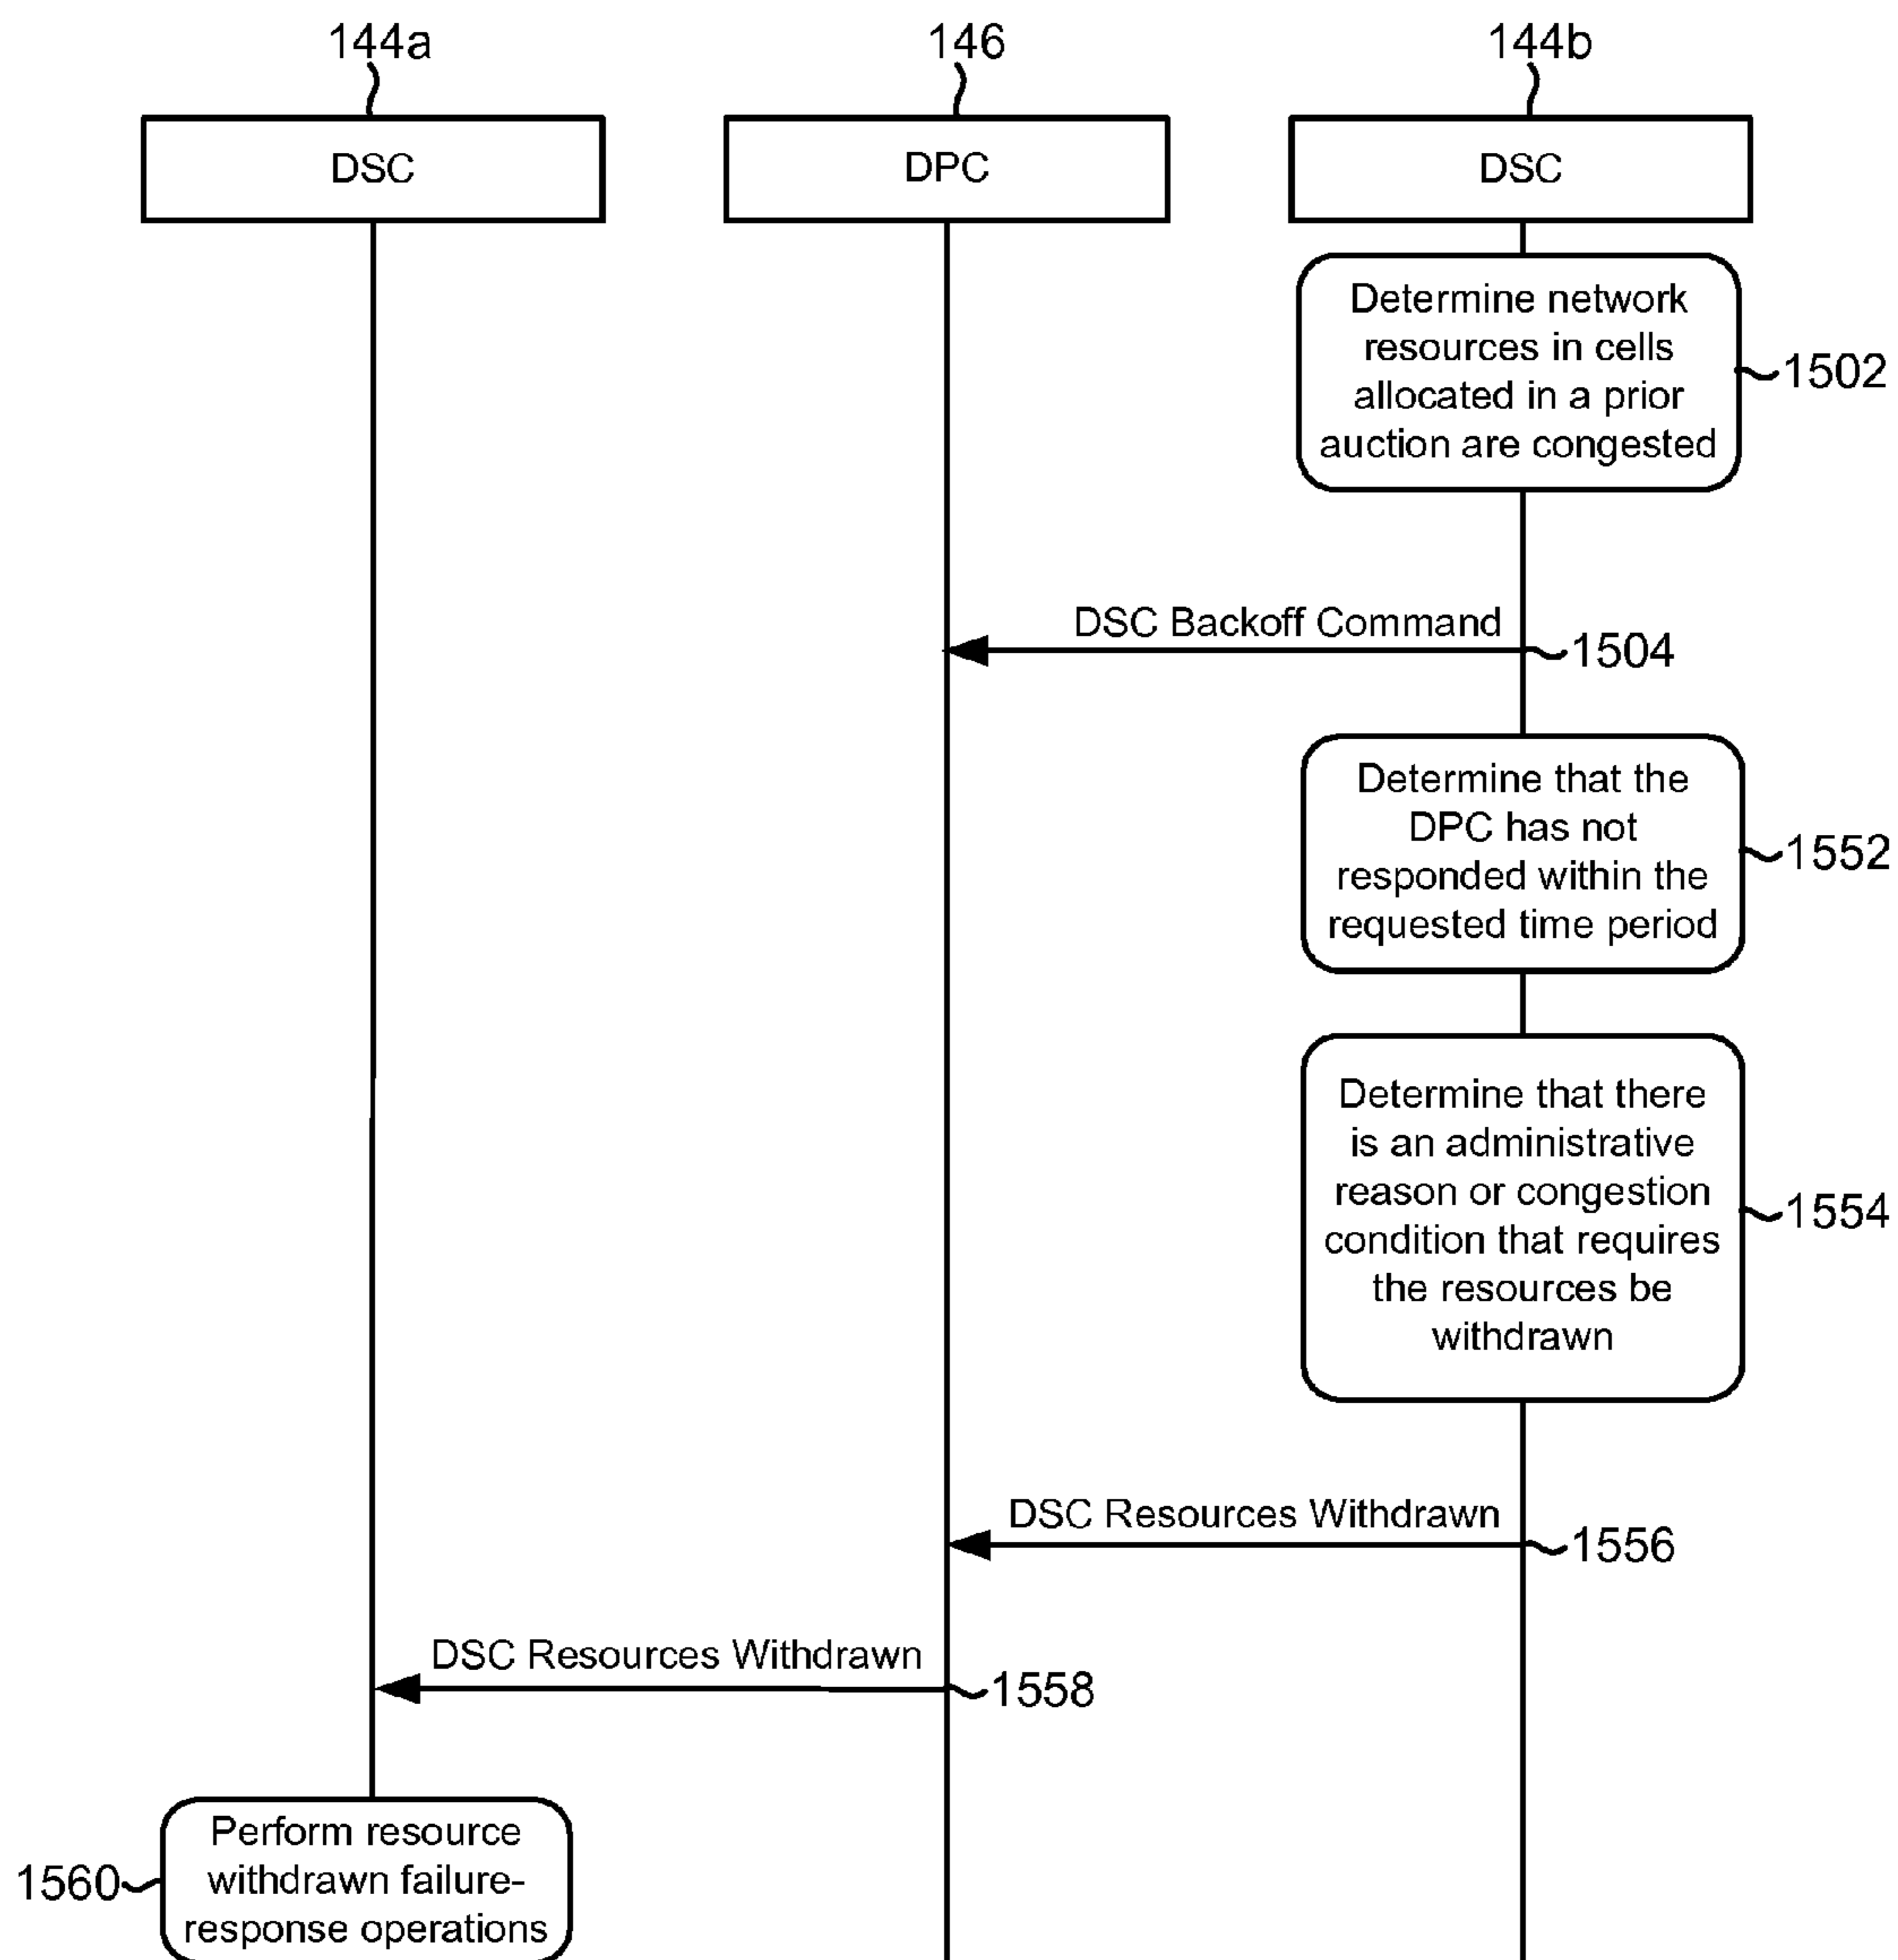 144a
146
144b
DSC
DPC
DSC
Determine network
resources in cells
allocated in a prior
auction are congested
1502
DSC Backoff Command
1504
Determine that the
DPC has not
responded within the
requested time period
1552
Determine that there
is an administrative
reason or congestion
condition that requires
the resources be
withdrawn
1554
DSC Resources Withdrawn
1556
DSC Resources Withdrawn
1558
Perform resource
withdrawn failure-
response operations
1560